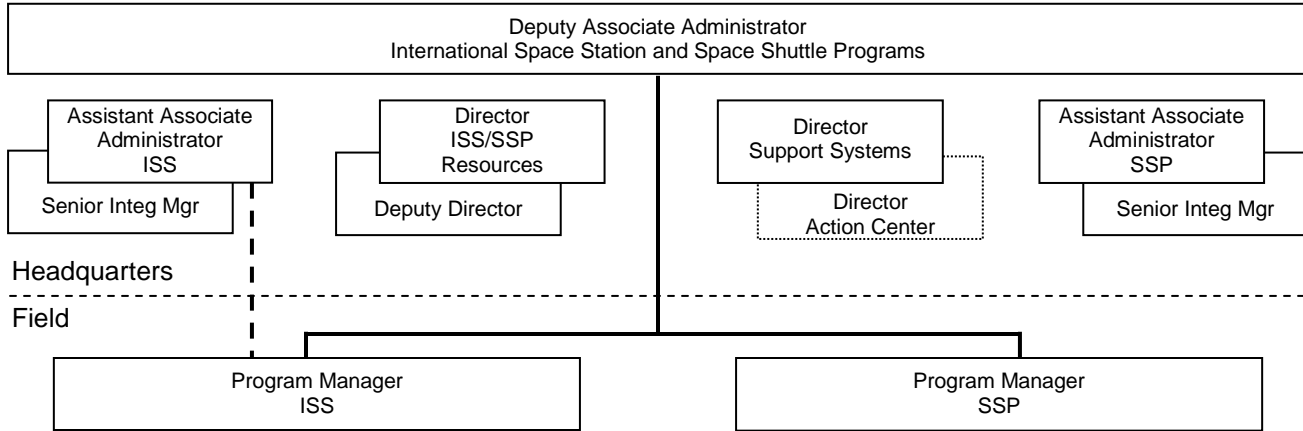 Deputy Associate Administrator
International Space Station and Space Shuttle Programs
Assistant Associate
Administrator
ISS
Senior Integ Mgr
Director
ISS/SSP
Resources
Deputy Director
Director
Support Systems
Director
Action Center
Assistant Associate
Administrator
SSP
Senior Integ Mgr
Headquarters
Field
Program Manager
ISS
Program Manager
SSP